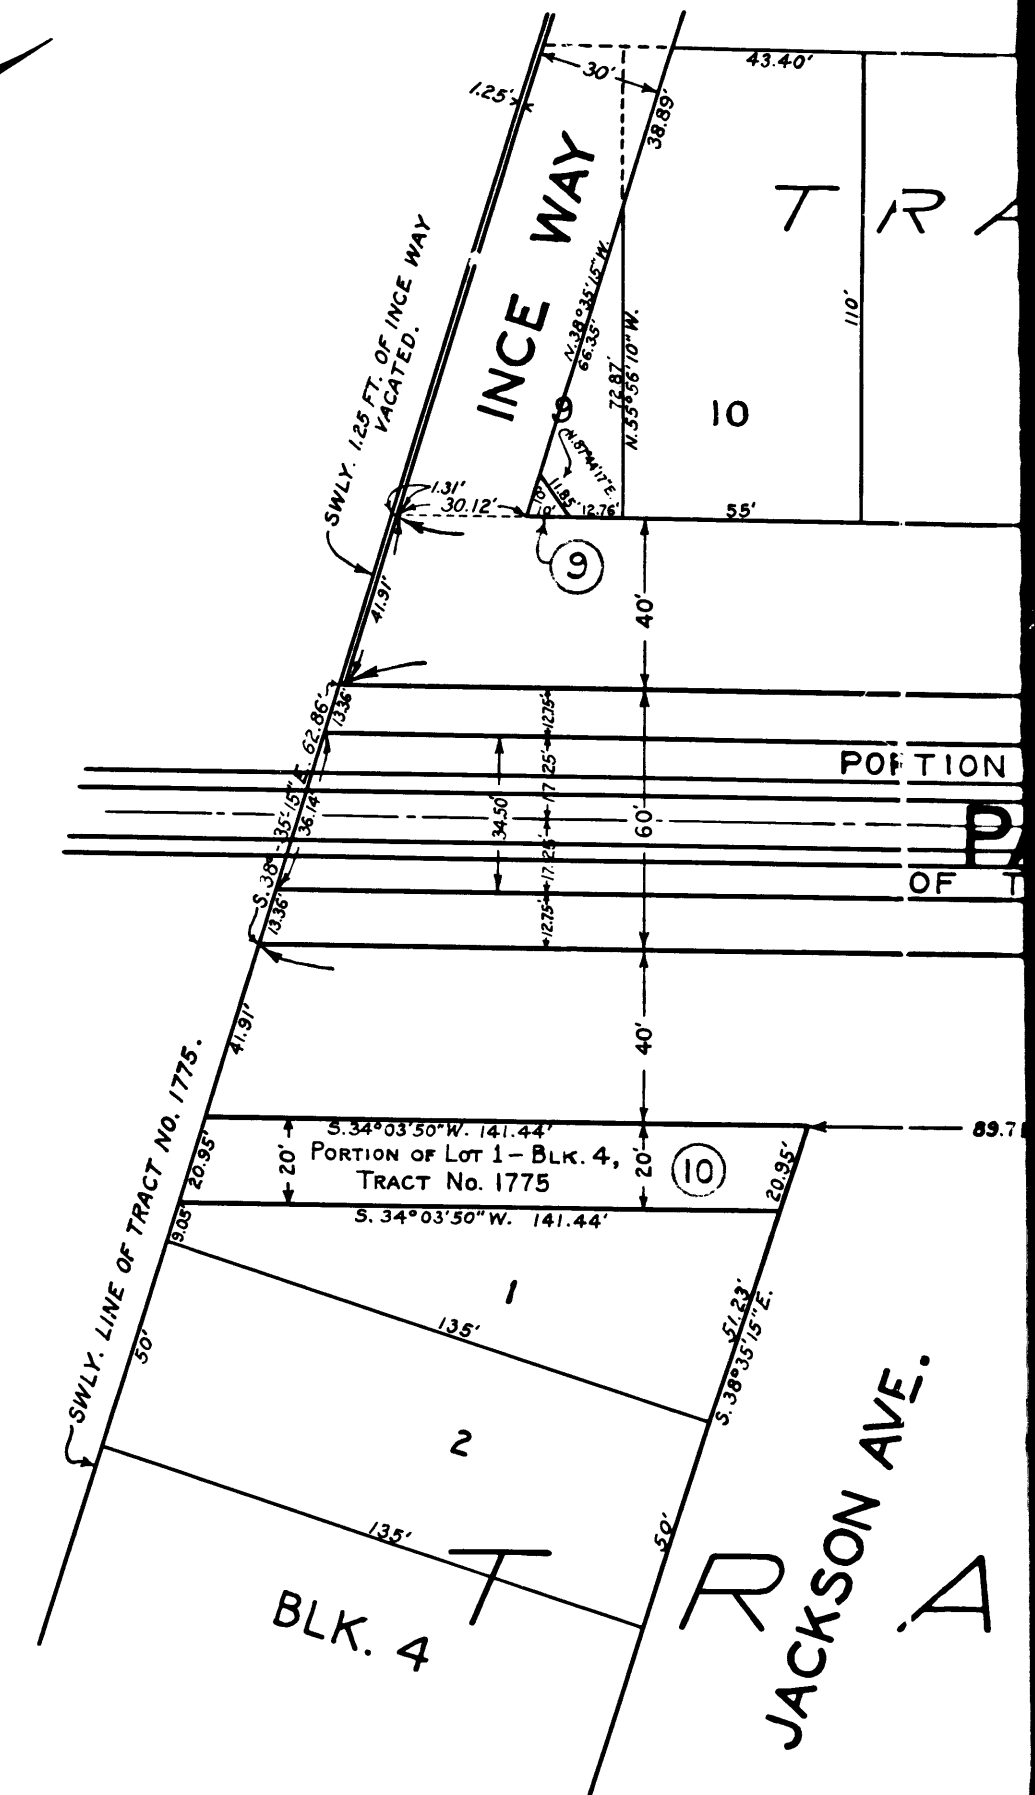 43.40'
30'
1.25'
38.89'
INCE WAY
T R A
SWLY. 1.25 FT. OF INCE WAY
VACATED.
N.38°35'15"W.
66.35'
72.87'
N.55°56'10"W.
110'
9
10
N.87°44'17"E.
11.85'
10'
10'
12.76'
55'
1.31'
30.12'
9
41.91'
40'
S.38°-35'-15"E. 62.86'
13.36'
12.75'
17.25'
PORTION
36.14'
34.50'
60'
PA
17.25'
OF T
13.36'
12.75'
41.91'
40'
SWLY. LINE OF TRACT NO. 1775.
89.7
S.34°03'50"W. 141.44'
20.95'
20'
PORTION OF LOT 1-BLK. 4,
TRACT NO. 1775
20'
10
20.95'
S. 34°03'50"W. 141.44'
9.05'
1
135'
51.23'
S.38°35'15"E.
50'
2
135'
50'
T R A
BLK. 4
JACKSON AVE.